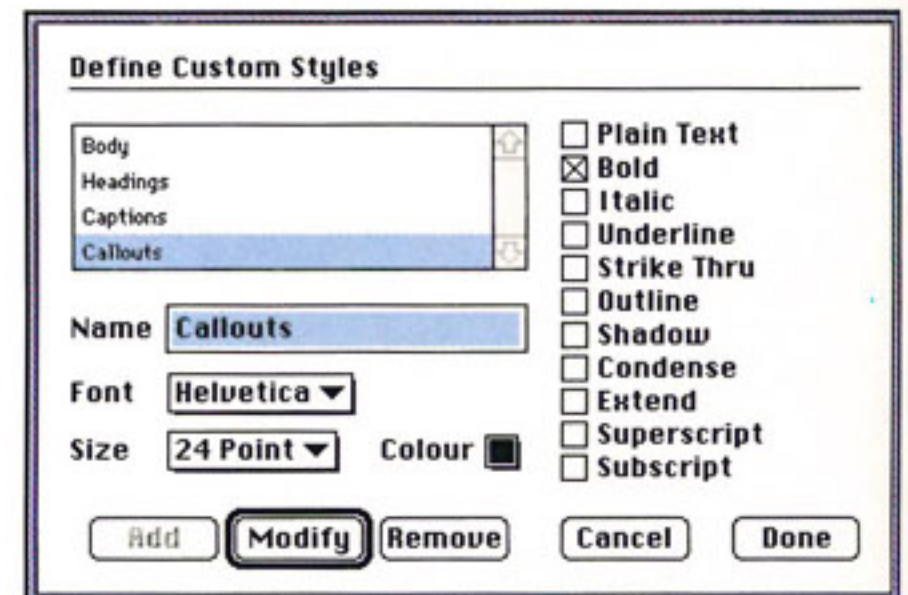 Define Custom Styles
Body
Headings
Captions
Callouts
Name Callouts
Font Helvetica
Size 24 Point Colour
Plain Text
Bold
Italic
Underline
Strike Thru
Outline
Shadow
Condense
Extend
Superscript
Subscript
Add Modify Remove Cancel Done